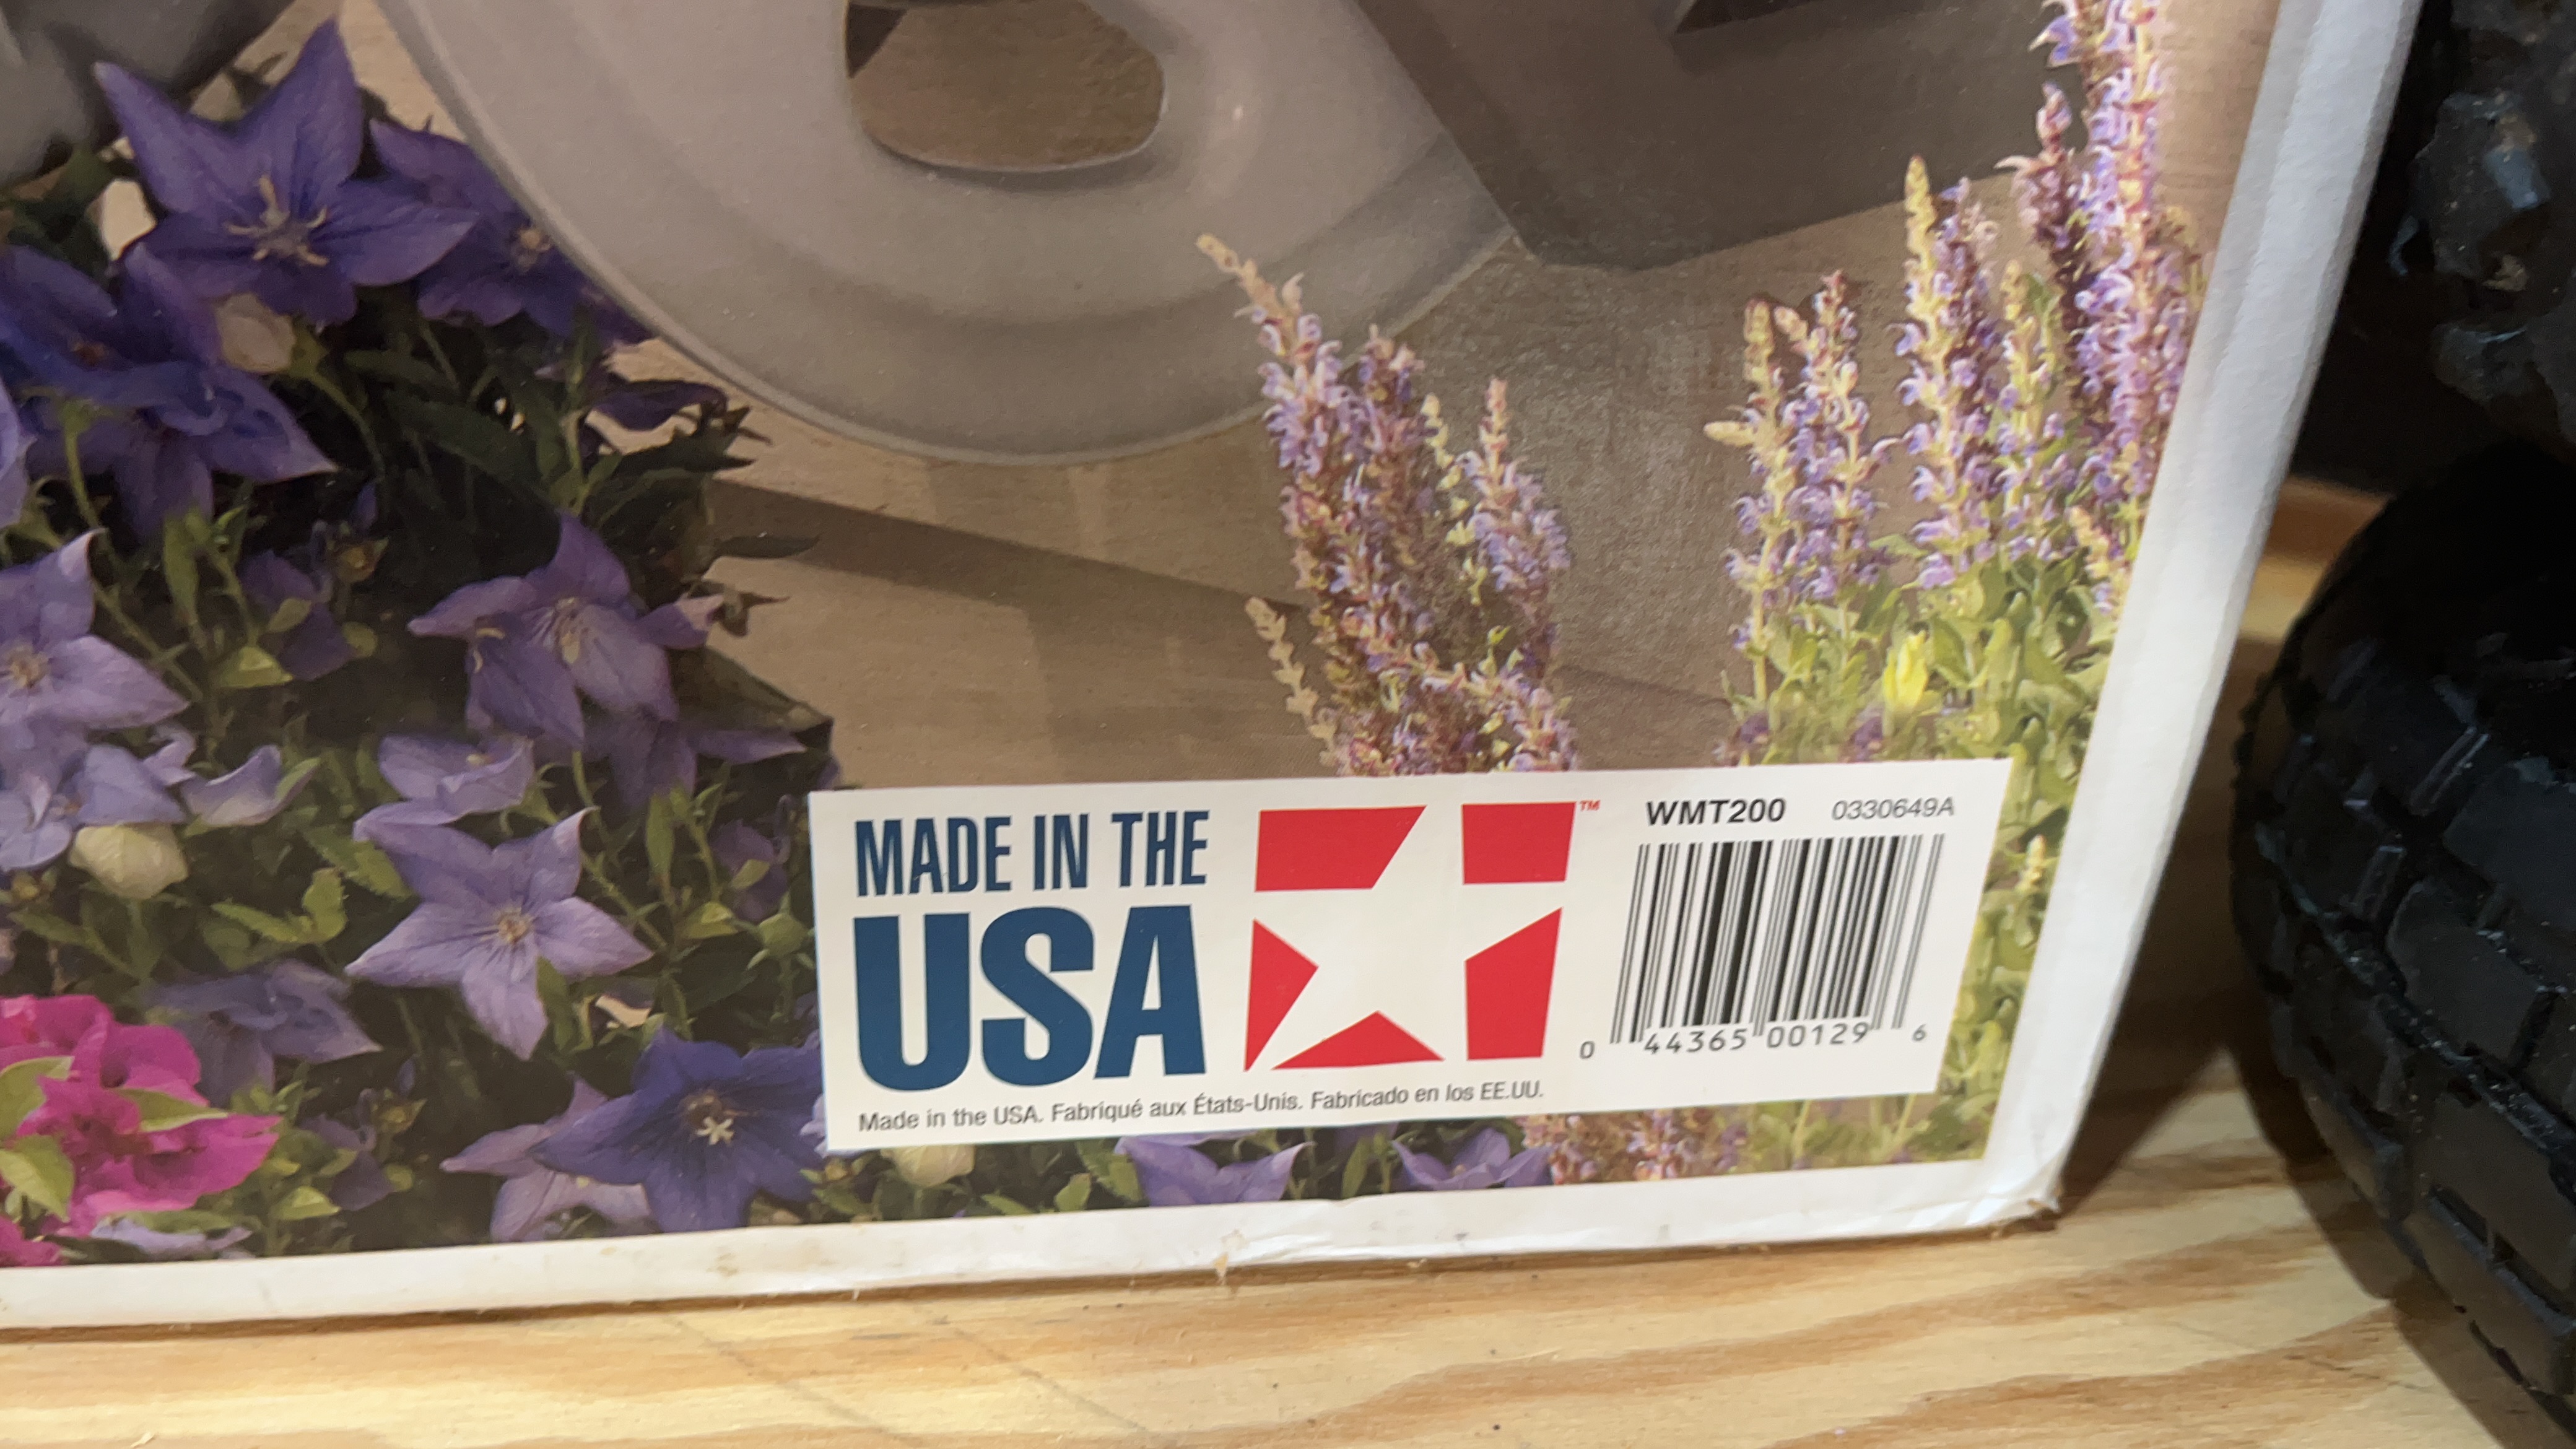 MADE IN THE
USA
™
WMT200 0330649A
0 44365 00129 6
Made in the USA. Fabriqué aux États-Unis. Fabricado en los EE.UU.